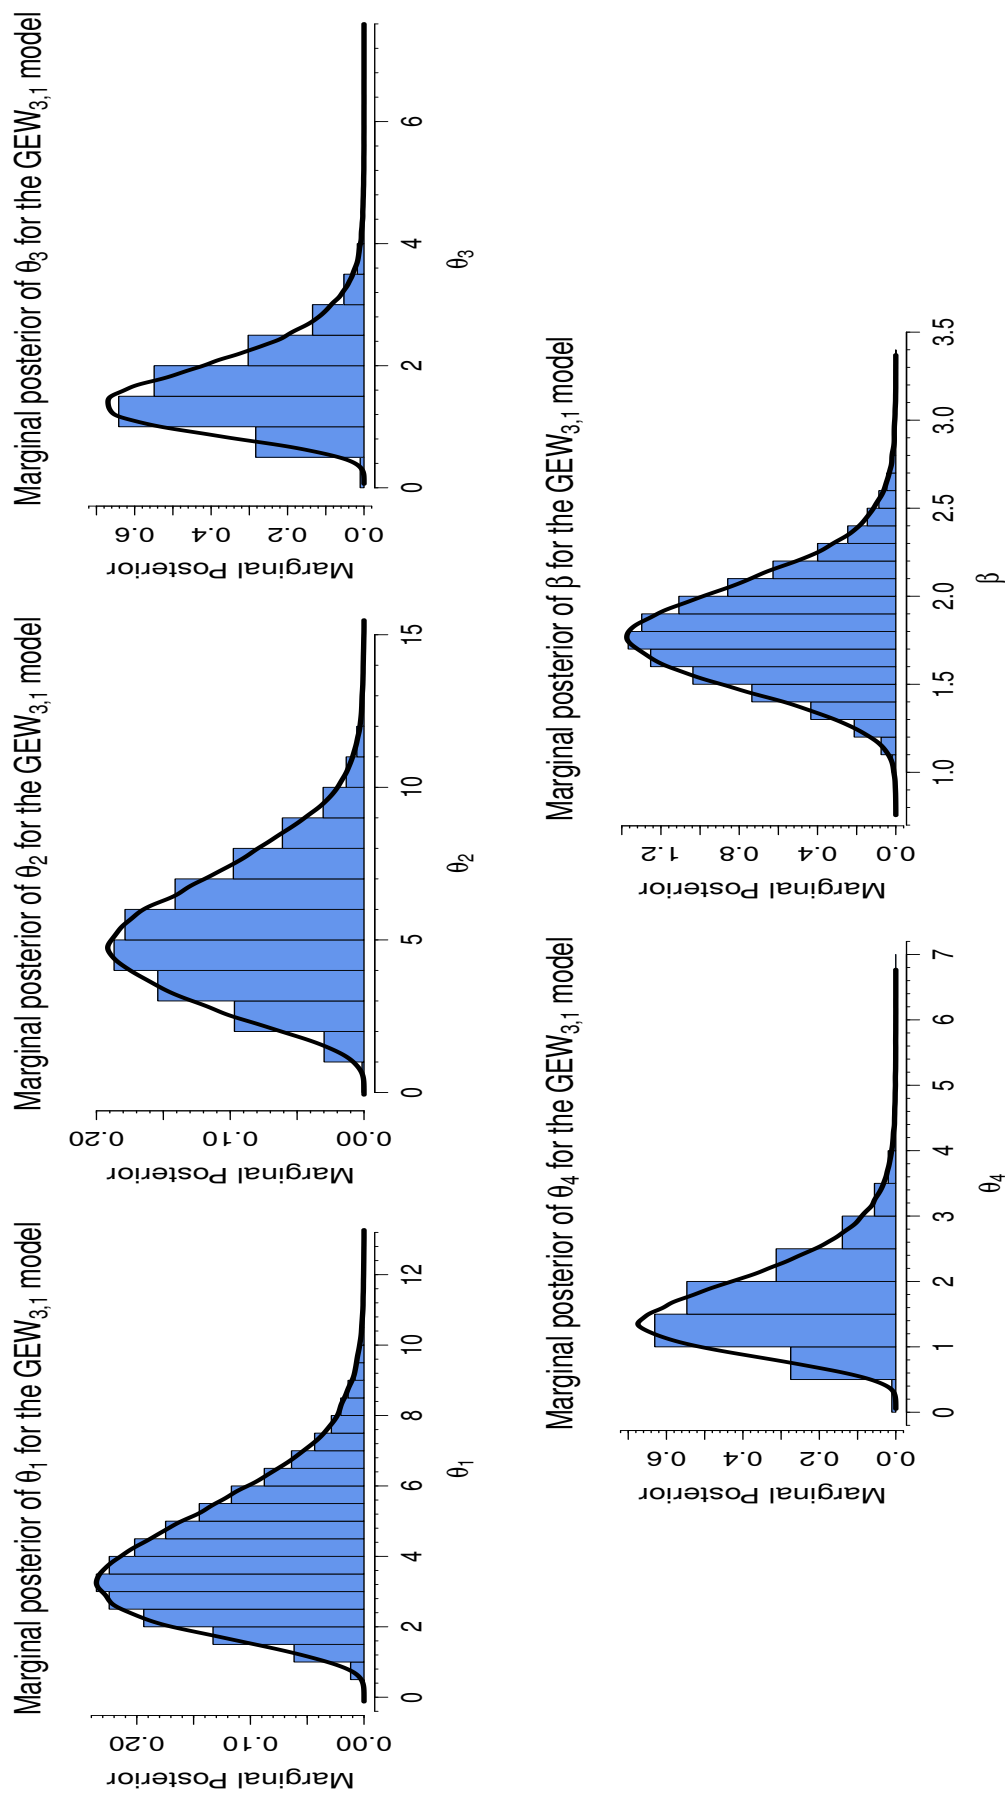 Marginal posterior of θ₁ for the GEW₃,₁ model
Marginal Posterior
0.00 0.10 0.20
0 2 4 6 8 10 12
θ₁
Marginal posterior of θ₂ for the GEW₃,₁ model
Marginal Posterior
0.00 0.10 0.20
0 5 10 15
θ₂
Marginal posterior of θ₃ for the GEW₃,₁ model
Marginal Posterior
0.0 0.2 0.4 0.6
0 2 4 6
θ₃
Marginal posterior of θ₄ for the GEW₃,₁ model
Marginal Posterior
0.0 0.2 0.4 0.6
0 1 2 3 4 5 6 7
θ₄
Marginal posterior of β for the GEW₃,₁ model
Marginal Posterior
0.0 0.4 0.8 1.2
1.0 1.5 2.0 2.5 3.0 3.5
β